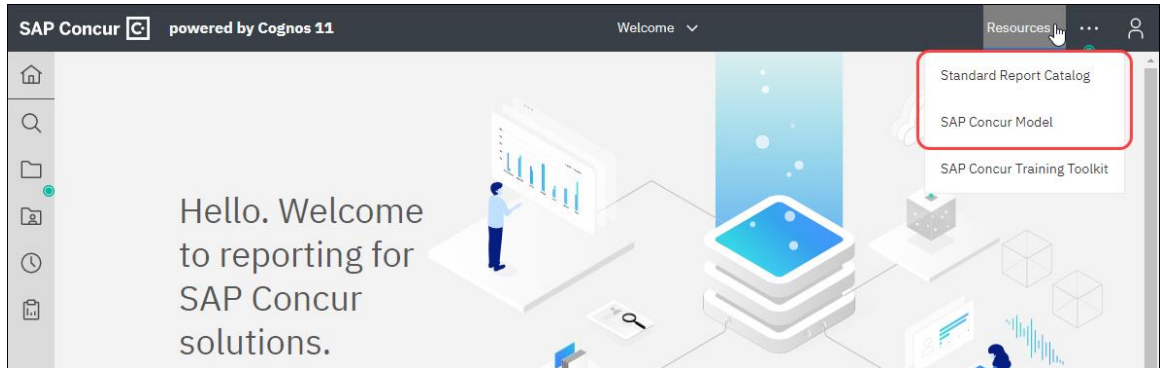 SAP Concur C powered by Cognos 11 Welcome Resources ...
Standard Report Catalog
SAP Concur Model
SAP Concur Training Toolkit
Hello. Welcome
to reporting for
SAP Concur
solutions.